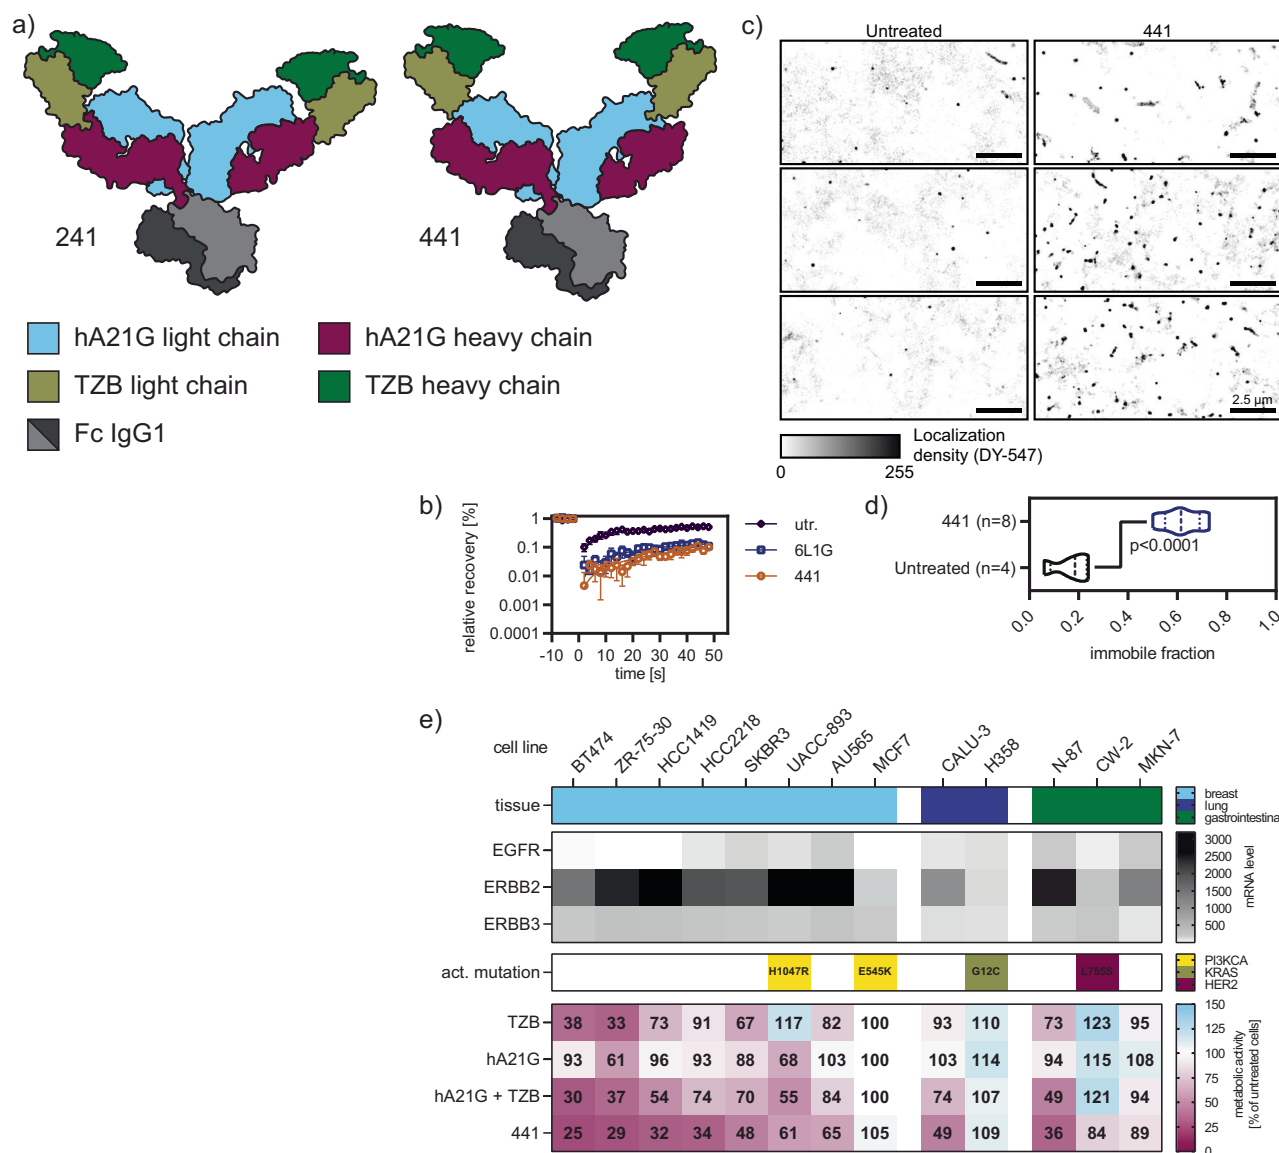 a)
241
441
hA21G light chain
hA21G heavy chain
TZB light chain
TZB heavy chain
Fc IgG1
c)
Untreated
441
2.5 µm
0
255
Localization
density (DY-547)
b)
relative recovery [%]
1
0.1
0.01
0.001
0.0001
-10 0 10 20 30 40 50
time [s]
utr.
6L1G
441
d)
441 (n=8)
Untreated (n=4)
p<0.0001
0.0 0.2 0.4 0.6 0.8 1.0
immobile fraction
e)
cell line
BT474 ZR-75-30 HCC1419 HCC2218 SKBR3 UACC-893 AU565 MCF7 CALU-3 H358 N-87 CW-2 MKN-7
tissue
breast
lung
gastrointestinal
EGFR
ERBB2
ERBB3
3000
2500
2000
1500
1000
500
mRNA level
act. mutation
H1047R E545K G12C L755S
PI3KCA
KRAS
HER2
TZB 38 33 73 91 67 117 82 100 93 110 73 123 95
hA21G 93 61 96 93 88 68 103 100 103 114 94 115 108
hA21G + TZB 30 37 54 74 70 55 84 100 74 107 49 121 94
441 25 29 32 34 48 61 65 105 49 109 36 84 89
150
125
100
75
50
25
0
metabolic activity
[% of untreated cells]